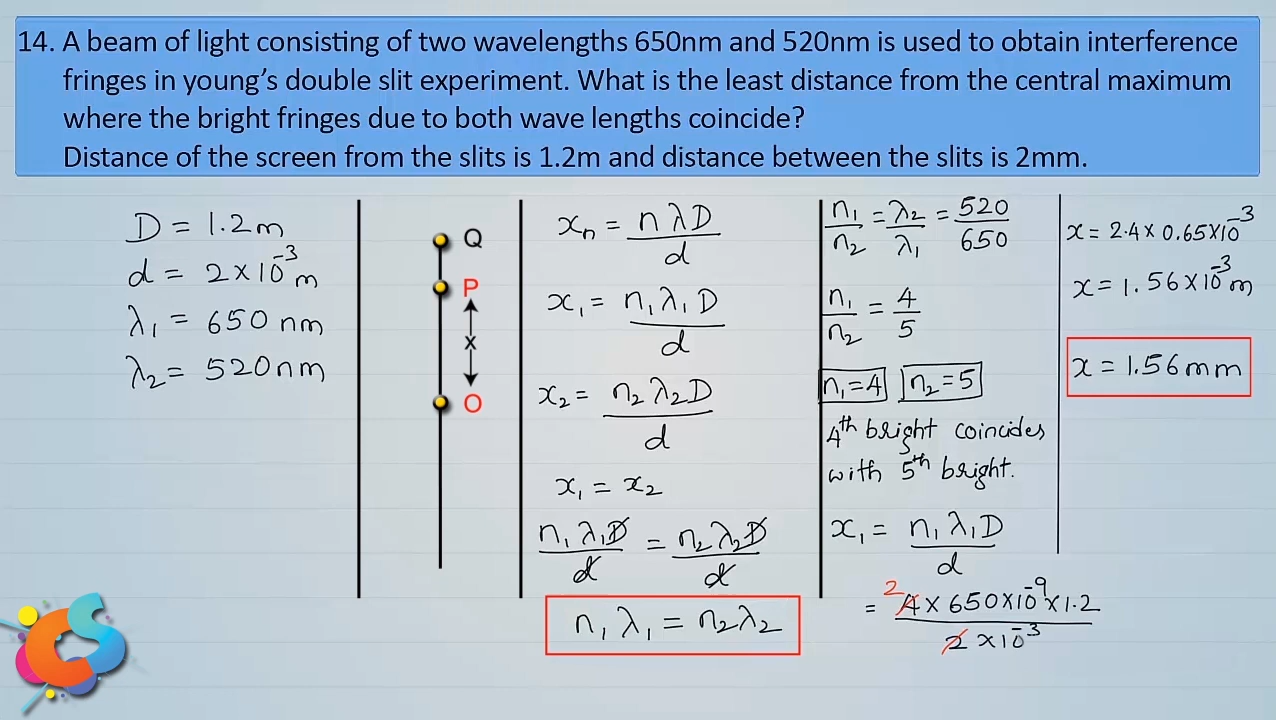 14. A beam of light consisting of two wavelengths 650nm and 520nm is used to obtain interference
fringes in young's double slit experiment. What is the least distance from the central maximum
where the bright fringes due to both wave lengths coincide?
Distance of the screen from the slits is 1.2m and distance between the slits is 2mm.
D = 1.2m
d = 2×10⁻³m
λ₁ = 650 nm
λ₂ = 520nm
Q
P
x
O
xₙ = nλD/d
x₁ = n₁λ₁D/d
x₂ = n₂λ₂D/d
x₁ = x₂
n₁λ₁D/d = n₂λ₂D/d
n₁λ₁ = n₂λ₂
n₁/n₂ = λ₂/λ₁ = 520/650
n₁/n₂ = 4/5
n₁=4 n₂=5
4th bright coincides
with 5th bright.
x₁ = n₁λ₁D/d
= 2 4×650×10⁻⁹×1.2/2×10⁻³
x = 2.4×0.65×10⁻³
x = 1.56×10⁻³m
x = 1.56mm
CS